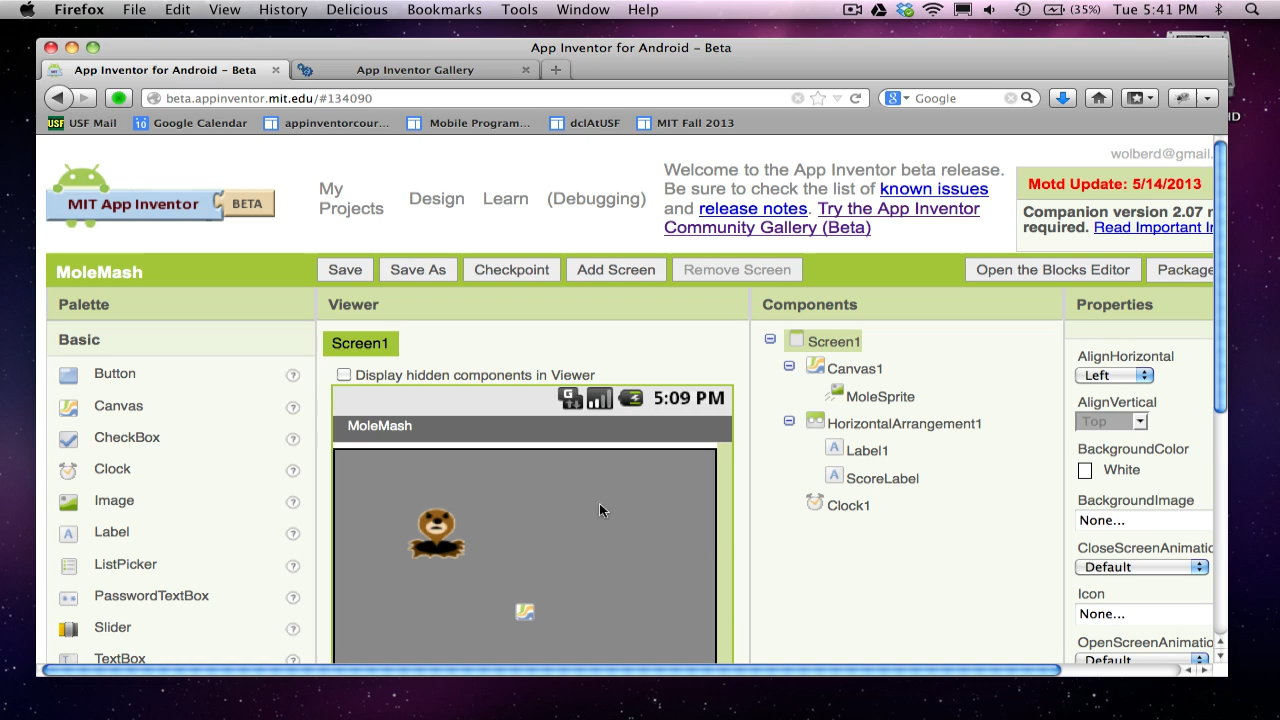 Firefox File Edit View History Delicious Bookmarks Tools Window Help (35%) Tue 5:41 PM
App Inventor for Android – Beta
App Inventor for Android – Beta App Inventor Gallery
beta.appinventor.mit.edu/#134090 Google
USF USF Mail 10 Google Calendar appinventorcour... Mobile Program... dclAtUSF MIT Fall 2013
wolberd@gmail.
MIT App Inventor BETA
My Projects
Design
Learn
(Debugging)
Welcome to the App Inventor beta release.
Be sure to check the list of known issues
and release notes. Try the App Inventor
Community Gallery (Beta)
Motd Update: 5/14/2013
Companion version 2.07 r
required. Read Important I
MoleMash Save Save As Checkpoint Add Screen Remove Screen Open the Blocks Editor Package
Palette Viewer Components Properties
Basic
Button ?
Canvas ?
CheckBox ?
Clock ?
Image ?
Label ?
ListPicker ?
PasswordTextBox ?
Slider ?
TextBox
Screen1
Display hidden components in Viewer
G 5:09 PM
MoleMash
Screen1
Canvas1
MoleSprite
HorizontalArrangement1
A Label1
A ScoreLabel
Clock1
AlignHorizontal
Left
AlignVertical
Top
BackgroundColor
White
BackgroundImage
None...
CloseScreenAnimatic
Default
Icon
None...
OpenScreenAnimatic
Default